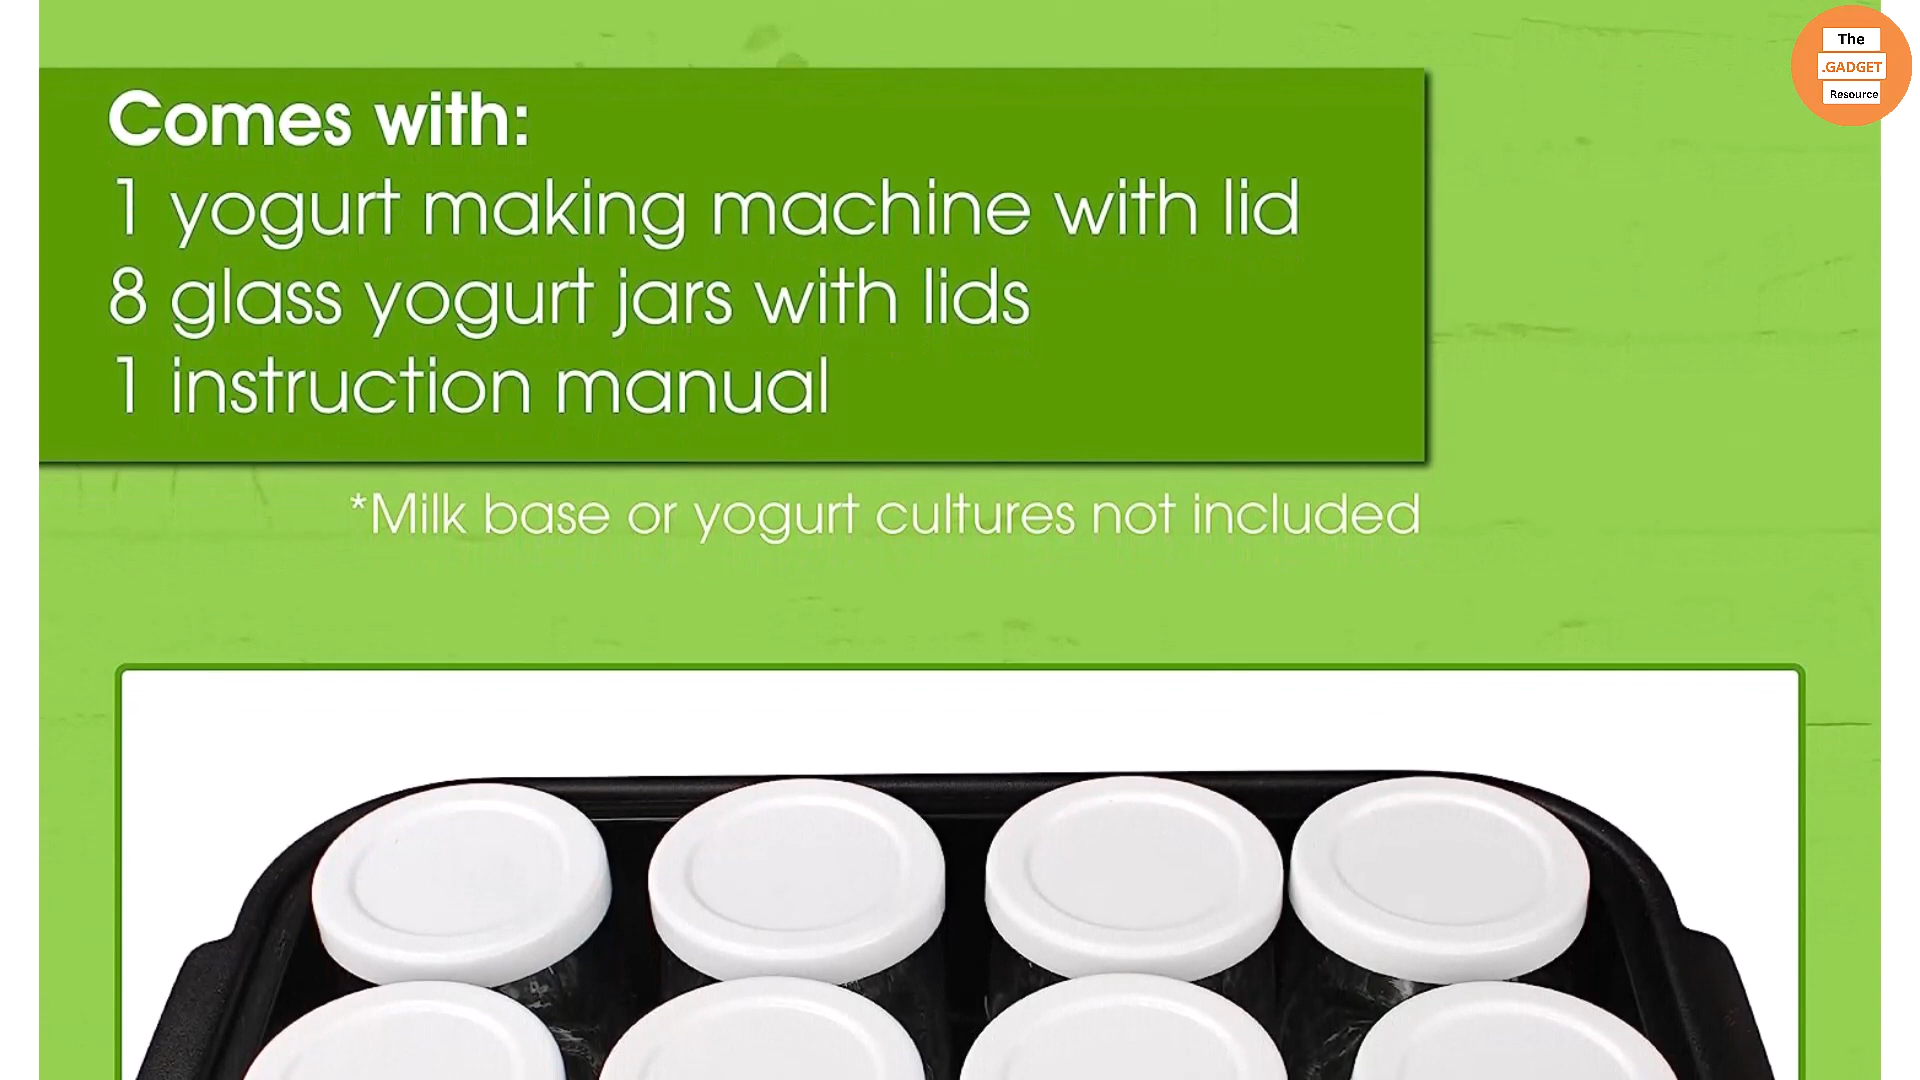 Comes with:
1 yogurt making machine with lid
8 glass yogurt jars with lids
1 instruction manual
*Milk base or yogurt cultures not included
The
.GADGET
Resource